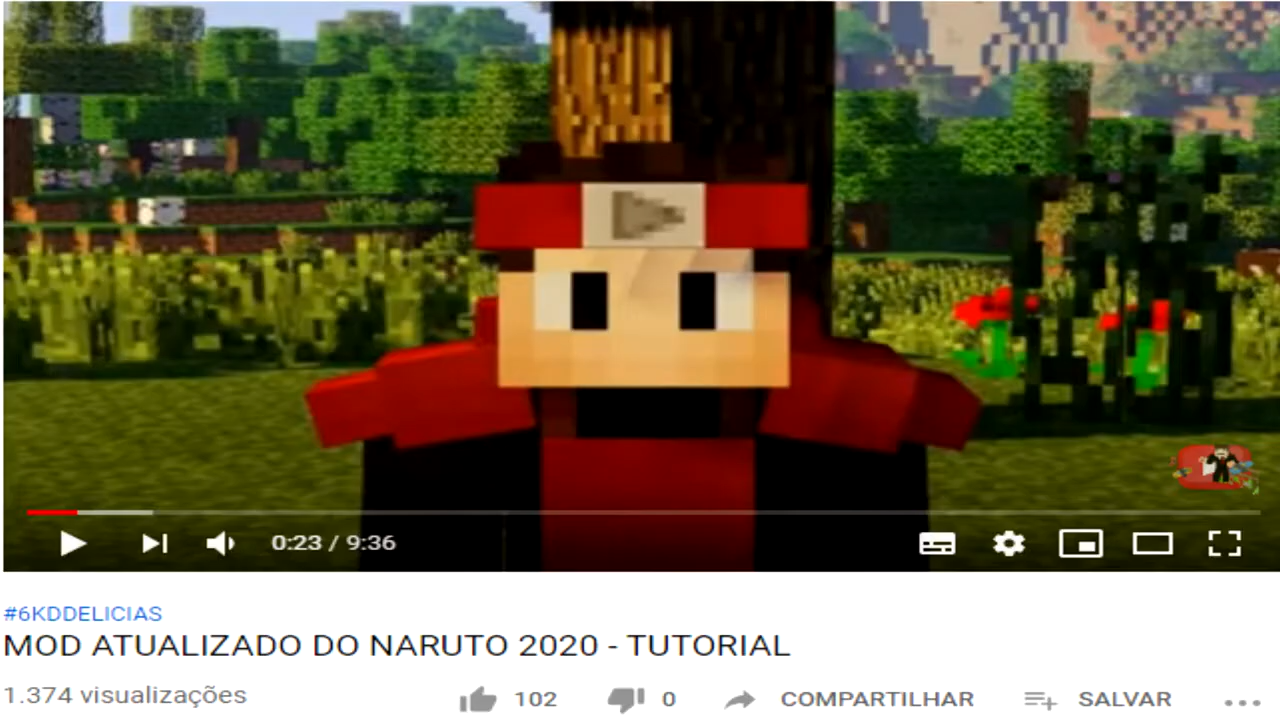 0:23 / 9:36
#6KDDELICIAS
MOD ATUALIZADO DO NARUTO 2020 - TUTORIAL
1.374 visualizações 102 0 COMPARTILHAR SALVAR